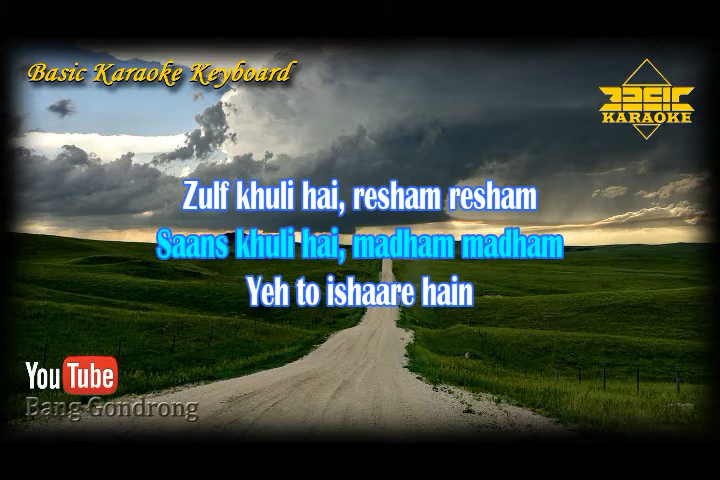 Basic Karaoke Keyboard
BASIC
KARAOKE
Zulf khuli hai, resham resham
Saans khuli hai, madham madham
Yeh to ishaare hain
YouTube
Bang Gondrong